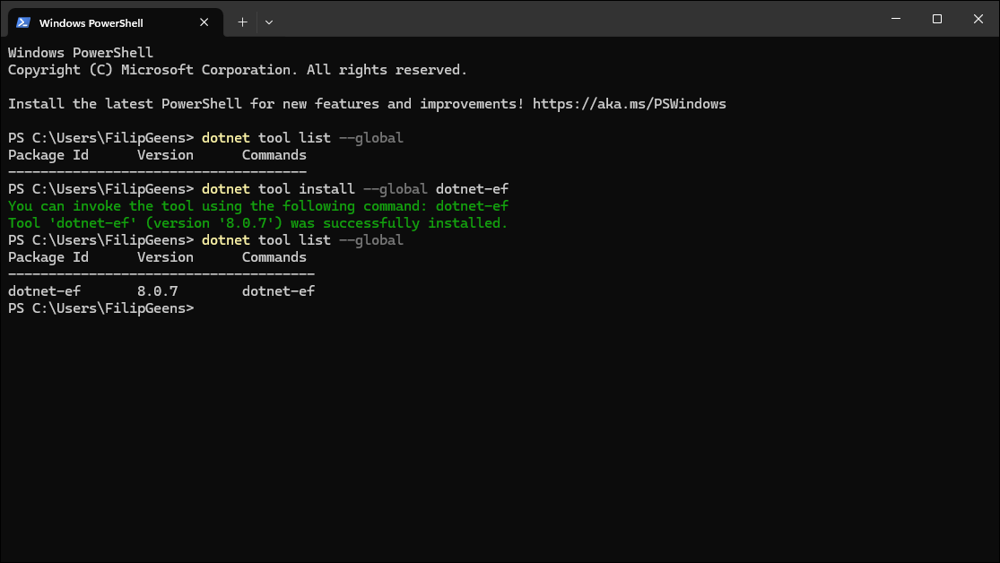 Windows PowerShell
Windows PowerShell
Copyright (C) Microsoft Corporation. All rights reserved.
Install the latest PowerShell for new features and improvements! https://aka.ms/PSWindows
PS C:\Users\FilipGeens> dotnet tool list --global
Package Id      Version      Commands
-------------------------------------
PS C:\Users\FilipGeens> dotnet tool install --global dotnet-ef
You can invoke the tool using the following command: dotnet-ef
Tool 'dotnet-ef' (version '8.0.7') was successfully installed.
PS C:\Users\FilipGeens> dotnet tool list --global
Package Id      Version      Commands
--------------------------------------
dotnet-ef       8.0.7        dotnet-ef
PS C:\Users\FilipGeens>